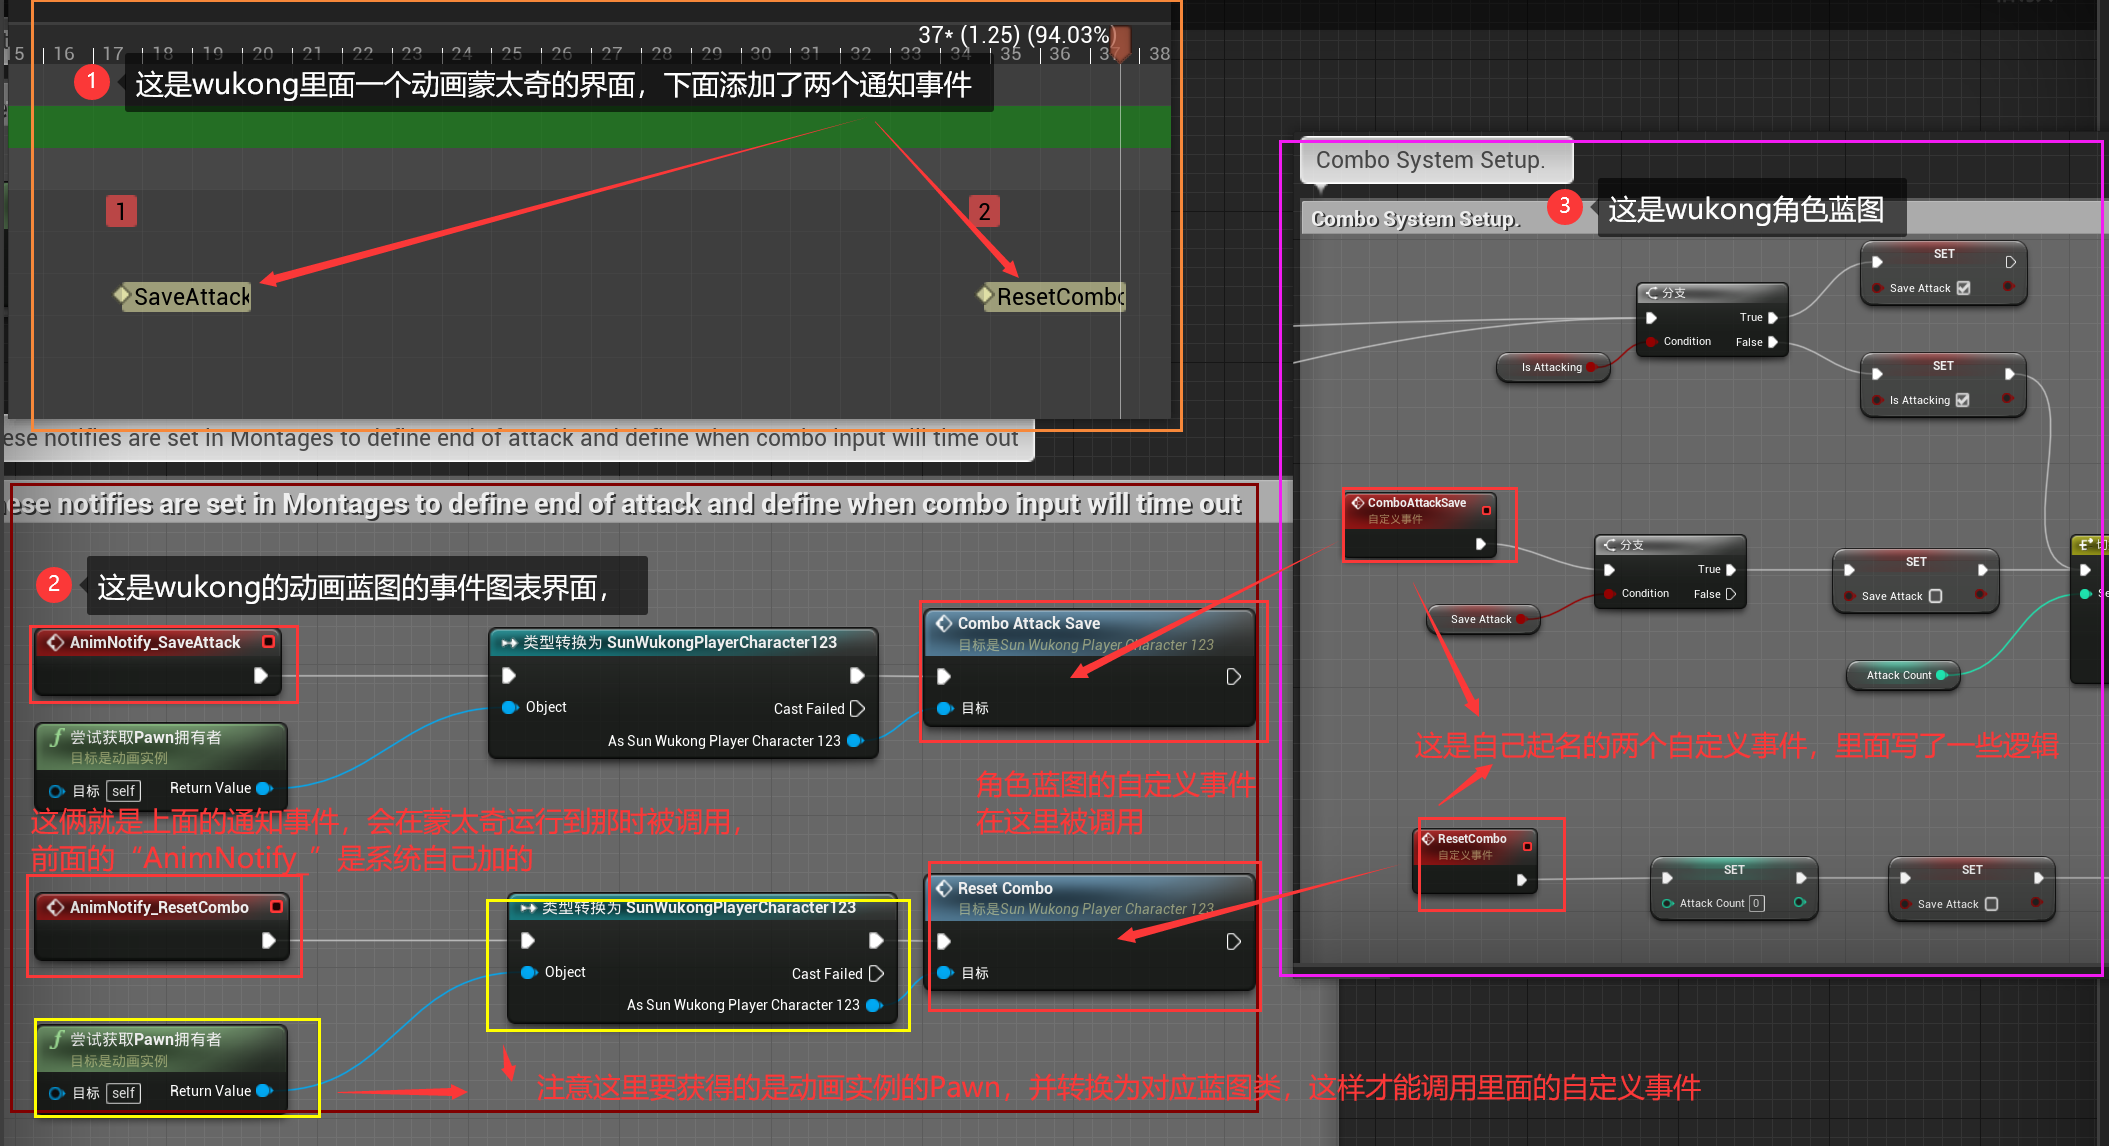 37* (1.25) (94.03%)
15 16 17 18 19 20 21 22 23 24 25 26 27 28 29 30 31 32 33 34 35 36 37 38
1 这是wukong里面一个动画蒙太奇的界面，下面添加了两个通知事件
1
2
SaveAttack
ResetCombo
ese notifies are set in Montages to define end of attack and define when combo input will time out
hese notifies are set in Montages to define end of attack and define when combo input will time out
2 这是wukong的动画蓝图的事件图表界面，
AnimNotify_SaveAttack
类型转换为 SunWukongPlayerCharacter123
Object
Cast Failed
As Sun Wukong Player Character 123
Combo Attack Save
目标是Sun Wukong Player Character 123
目标
尝试获取Pawn拥有者
目标是动画实例
目标 self Return Value
这俩就是上面的通知事件，会在蒙太奇运行到那时被调用，
前面的“AnimNotify_”是系统自己加的
角色蓝图的自定义事件
在这里被调用
AnimNotify_ResetCombo
类型转换为 SunWukongPlayerCharacter123
Object
Cast Failed
As Sun Wukong Player Character 123
Reset Combo
目标是Sun Wukong Player Character 123
目标
尝试获取Pawn拥有者
目标是动画实例
目标 self Return Value
注意这里要获得的是动画实例的Pawn，并转换为对应蓝图类，这样才能调用里面的自定义事件
Combo System Setup.
Combo System Setup.
3 这是wukong角色蓝图
分支
True
Condition False
Is Attacking
SET
Save Attack
SET
Is Attacking
ComboAttackSave
自定义事件
分支
True
Condition False
Save Attack
SET
Save Attack
Attack Count
这是自己起名的两个自定义事件，里面写了一些逻辑
ResetCombo
自定义事件
SET
Attack Count 0
SET
Save Attack